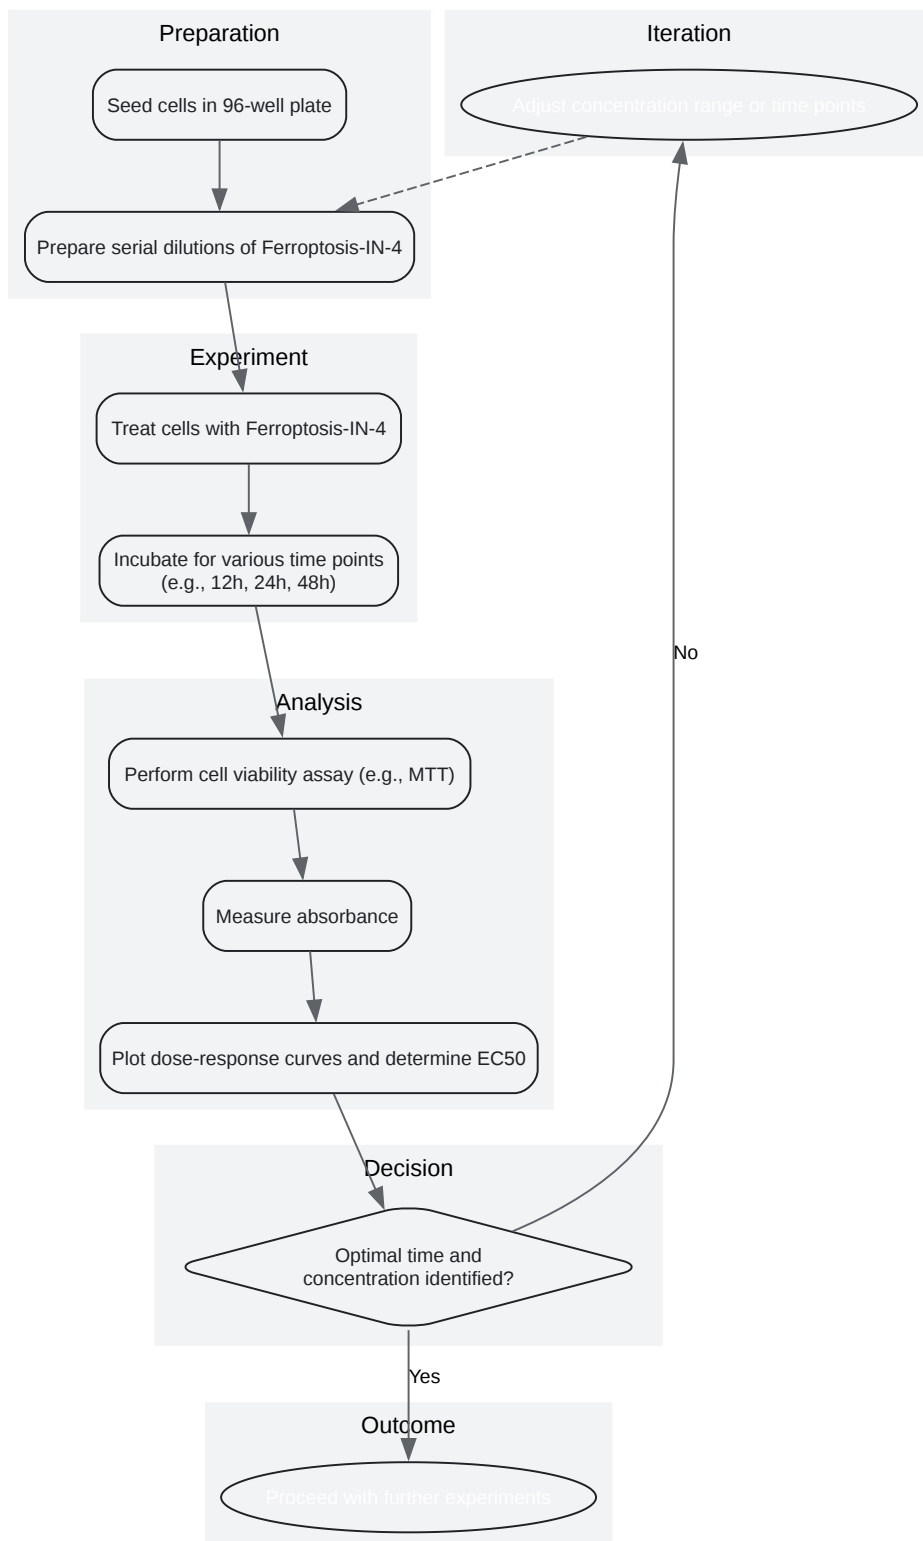 Preparation
Seed cells in 96-well plate
Prepare serial dilutions of Ferroptosis-IN-4
Iteration
Adjust concentration range or time points
Experiment
Treat cells with Ferroptosis-IN-4
Incubate for various time points
(e.g., 12h, 24h, 48h)
Analysis
Perform cell viability assay (e.g., MTT)
Measure absorbance
Plot dose-response curves and determine EC50
No
Decision
Optimal time and
concentration identified?
Yes
Outcome
Proceed with further experiments